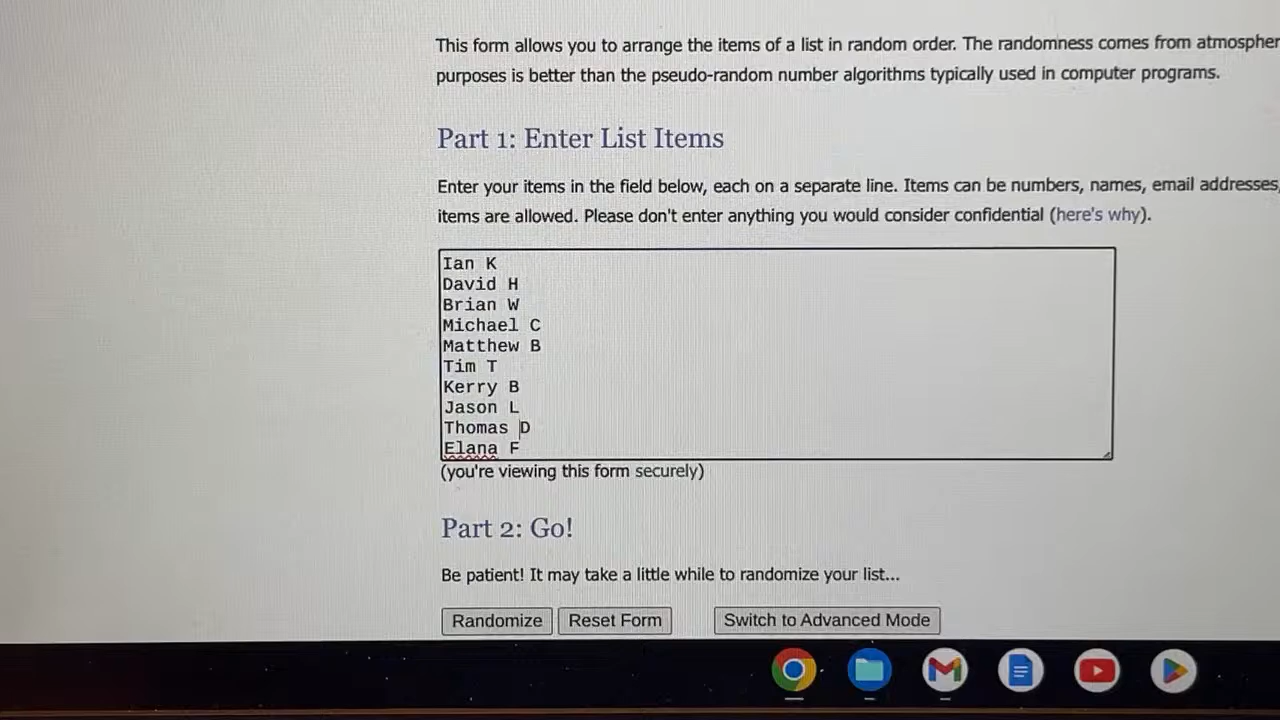 This form allows you to arrange the items of a list in random order. The randomness comes from
purposes is better than the pseudo-random number algorithms typically used in computer programs.
Part 1: Enter List Items
Enter your items in the field below, each on a separate line. Items can be numbers, names, email addresses,
items are allowed. Please don't enter anything you would consider confidential (here's why).
Ian K
David H
Brian W
Michael C
Matthew B
Tim T
Kerry B
Jason L
Thomas D
Elana F
(you're viewing this form securely)
Part 2: Go!
Be patient! It may take a little while to randomize your list...
Randomize Reset Form Switch to Advanced Mode